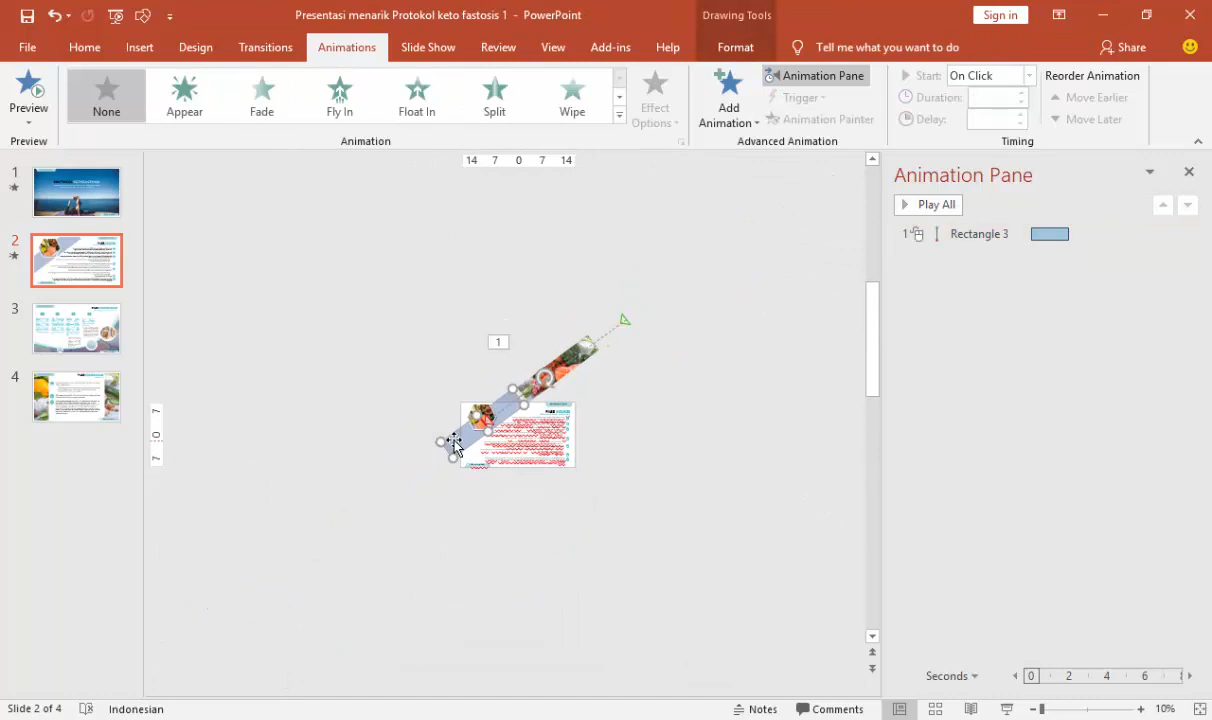 Presentasi menarik Protokol keto fastosis 1 - PowerPoint
Drawing Tools
Sign in
File
Home
Insert
Design
Transitions
Animations
Slide Show
Review
View
Add-ins
Help
Format
Tell me what you want to do
Share
Preview
None
Appear
Fade
Fly In
Float In
Split
Wipe
Effect Options
Add Animation
Animation Pane
Trigger
Animation Painter
Start: On Click
Duration:
Delay:
Reorder Animation
Move Earlier
Move Later
Preview
Animation
Advanced Animation
Timing
1
2
3
4
14 7 0 7 14
7 0 7
1
Animation Pane
Play All
1 Rectangle 3
Seconds
0 2 4 6
Slide 2 of 4
Indonesian
Notes
Comments
10%